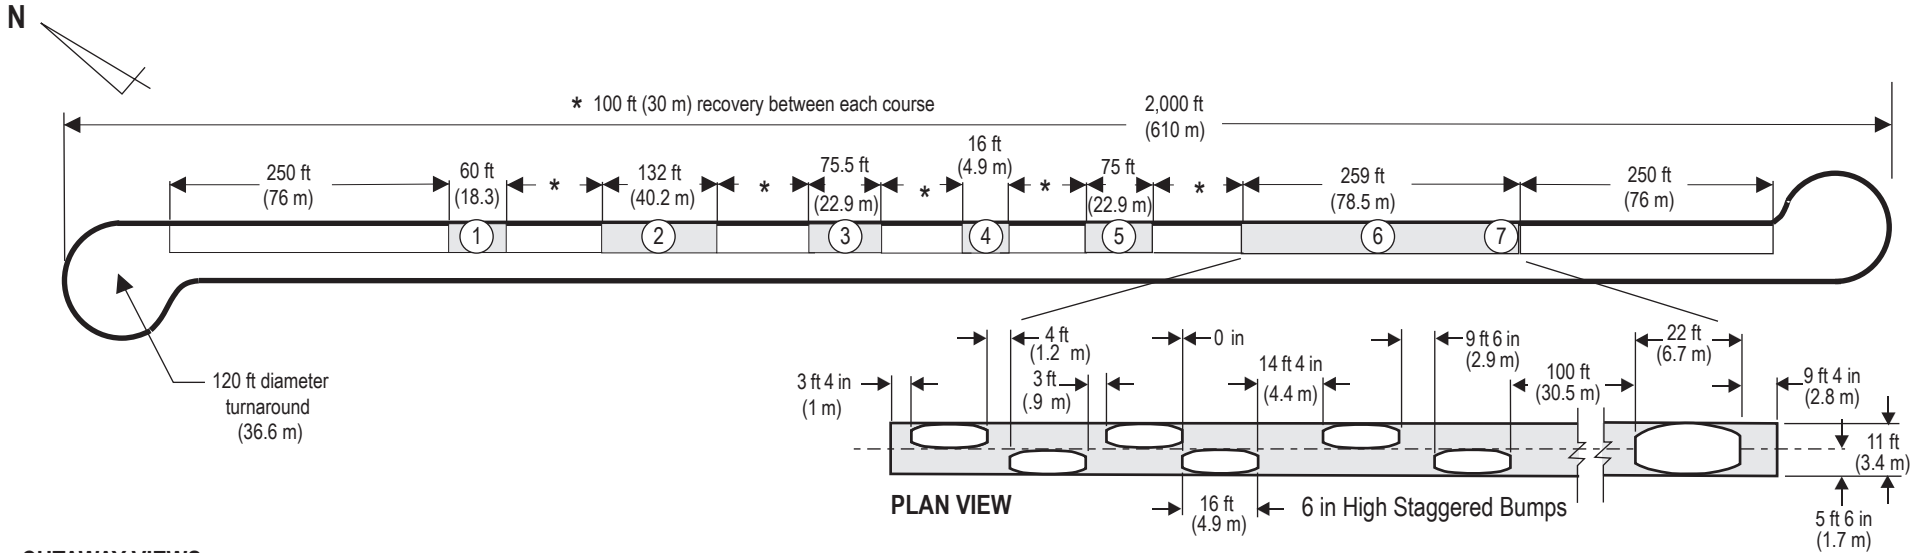 N
* 100 ft (30 m) recovery between each course
2,000 ft
(610 m)
250 ft
(76 m)
60 ft
(18.3)
*
132 ft
(40.2 m)
*
75.5 ft
(22.9 m)
*
16 ft
(4.9 m)
*
75 ft
(22.9 m)
*
259 ft
(78.5 m)
250 ft
(76 m)
1
2
3
4
5
6
7
120 ft diameter
turnaround
(36.6 m)
3 ft 4 in
(1 m)
4 ft
(1.2 m)
3 ft
(.9 m)
0 in
14 ft 4 in
(4.4 m)
9 ft 6 in
(2.9 m)
100 ft
(30.5 m)
22 ft
(6.7 m)
9 ft 4 in
(2.8 m)
11 ft
(3.4 m)
5 ft 6 in
(1.7 m)
PLAN VIEW
16 ft
(4.9 m)
6 in High Staggered Bumps
CUTAWAY VIEWS